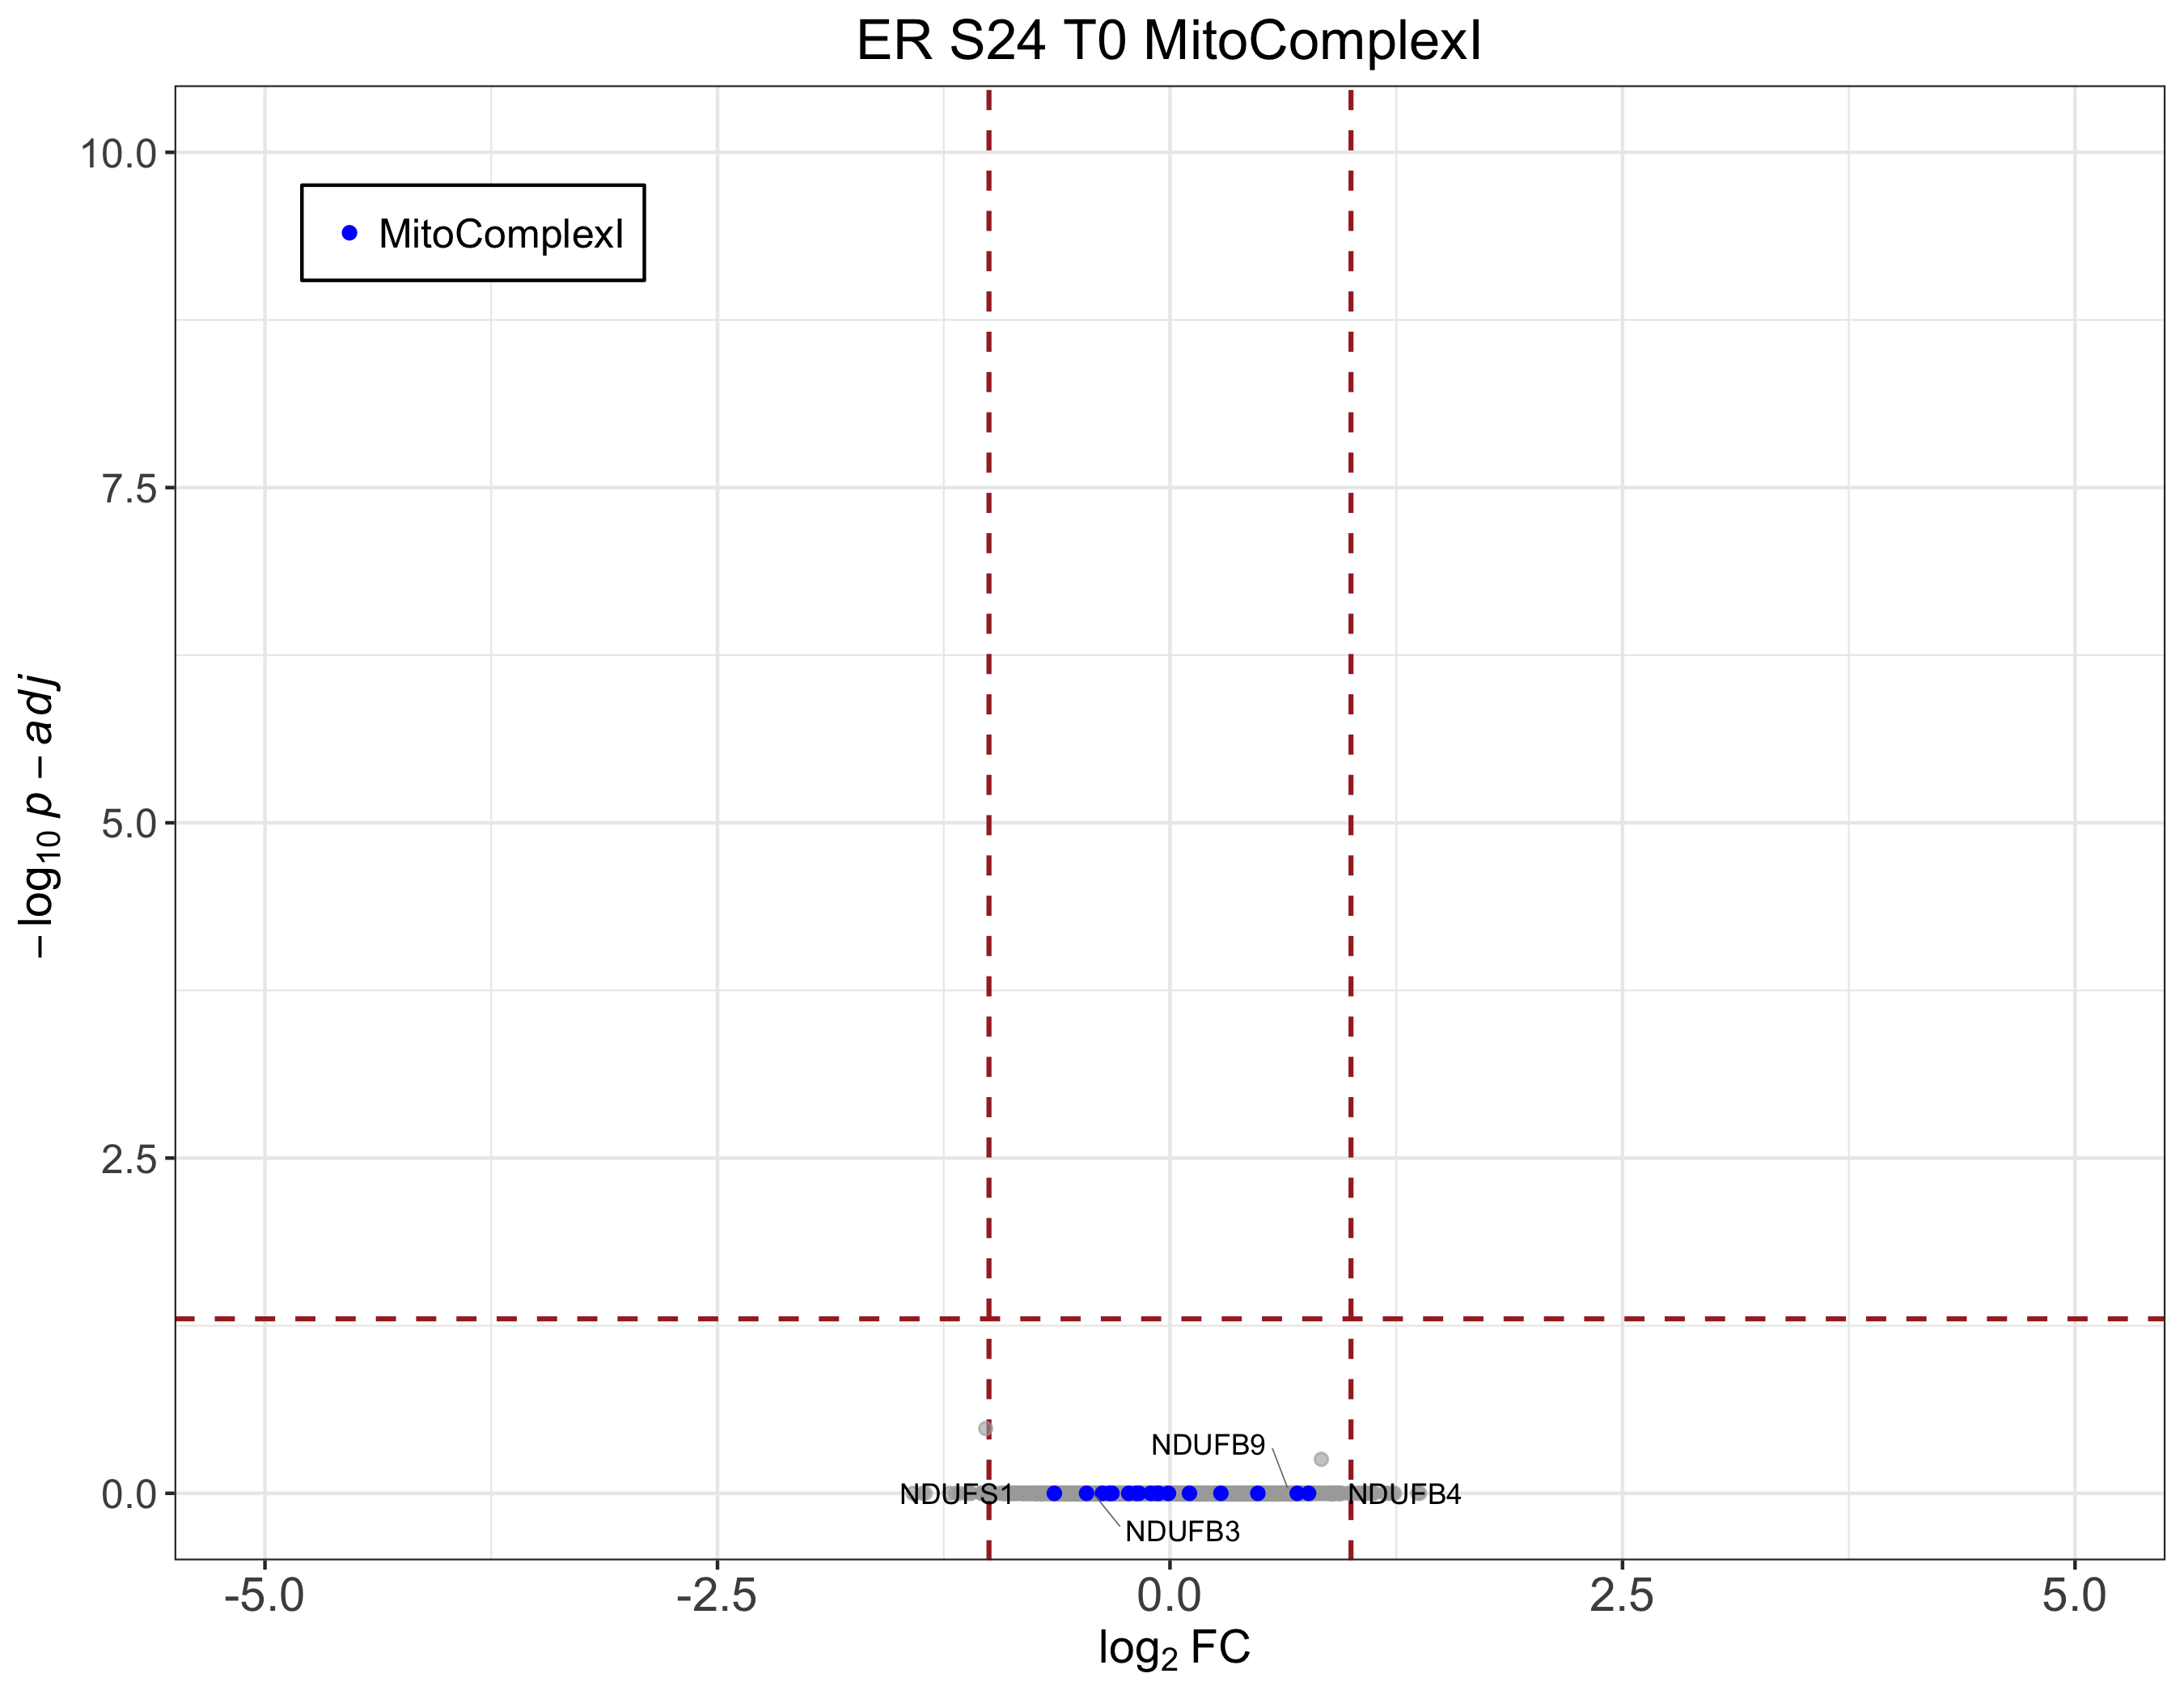 ER S24 T0 MitoComplexI
10.0
MitoComplexI
7.5
5.0
2.5
0.0
−log10 p − adj
NDUFB9
NDUFS1
NDUFB4
NDUFB3
-5.0
-2.5
0.0
2.5
5.0
log2 FC